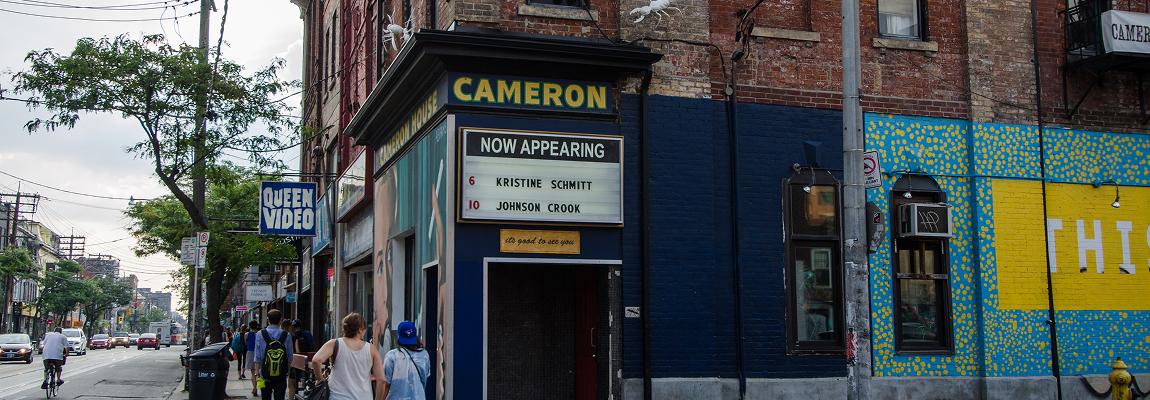 CAMERON
CAMERON HOUSE
NOW APPEARING
6 KRISTINE SCHMITT
10 JOHNSON CROOK
it's good to see you
QUEEN
VIDEO
CAMER
THIS